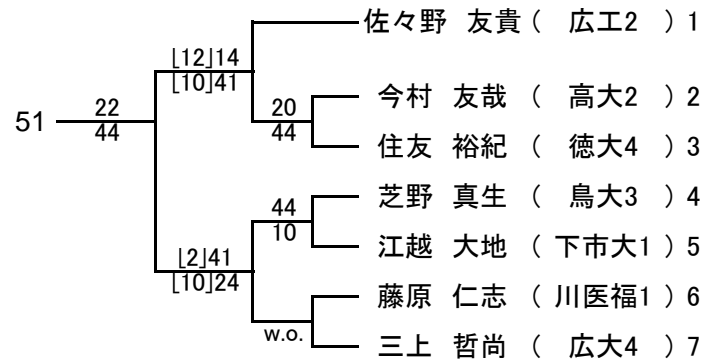 佐々野 友貴 ( 広工2 ) 1
⌊12⌋14
⌊10⌋41
今村 友哉 ( 高大2 ) 2
20
44
住友 裕紀 ( 徳大4 ) 3
51
22
44
芝野 真生 ( 鳥大3 ) 4
44
10
江越 大地 ( 下市大1 ) 5
⌊2⌋41
⌊10⌋24
藤原 仁志 ( 川医福1 ) 6
w.o.
三上 哲尚 ( 広大4 ) 7